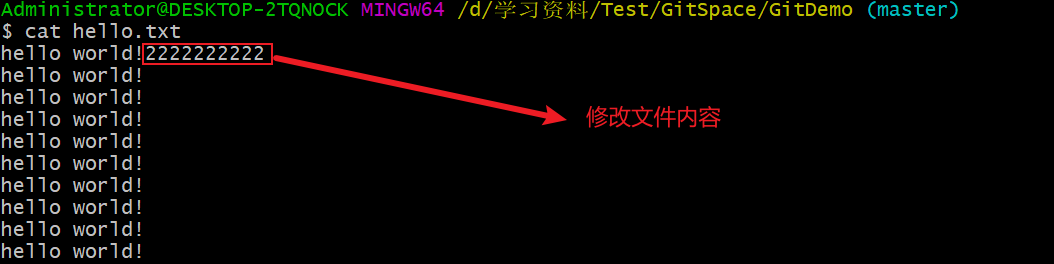 Administrator@DESKTOP-2TQNOCK MINGW64 /d/学习资料/Test/GitSpace/GitDemo (master)
$ cat hello.txt
hello world!2222222222
hello world!
hello world!
hello world!
修改文件内容
hello world!
hello world!
hello world!
hello world!
hello world!
hello world!